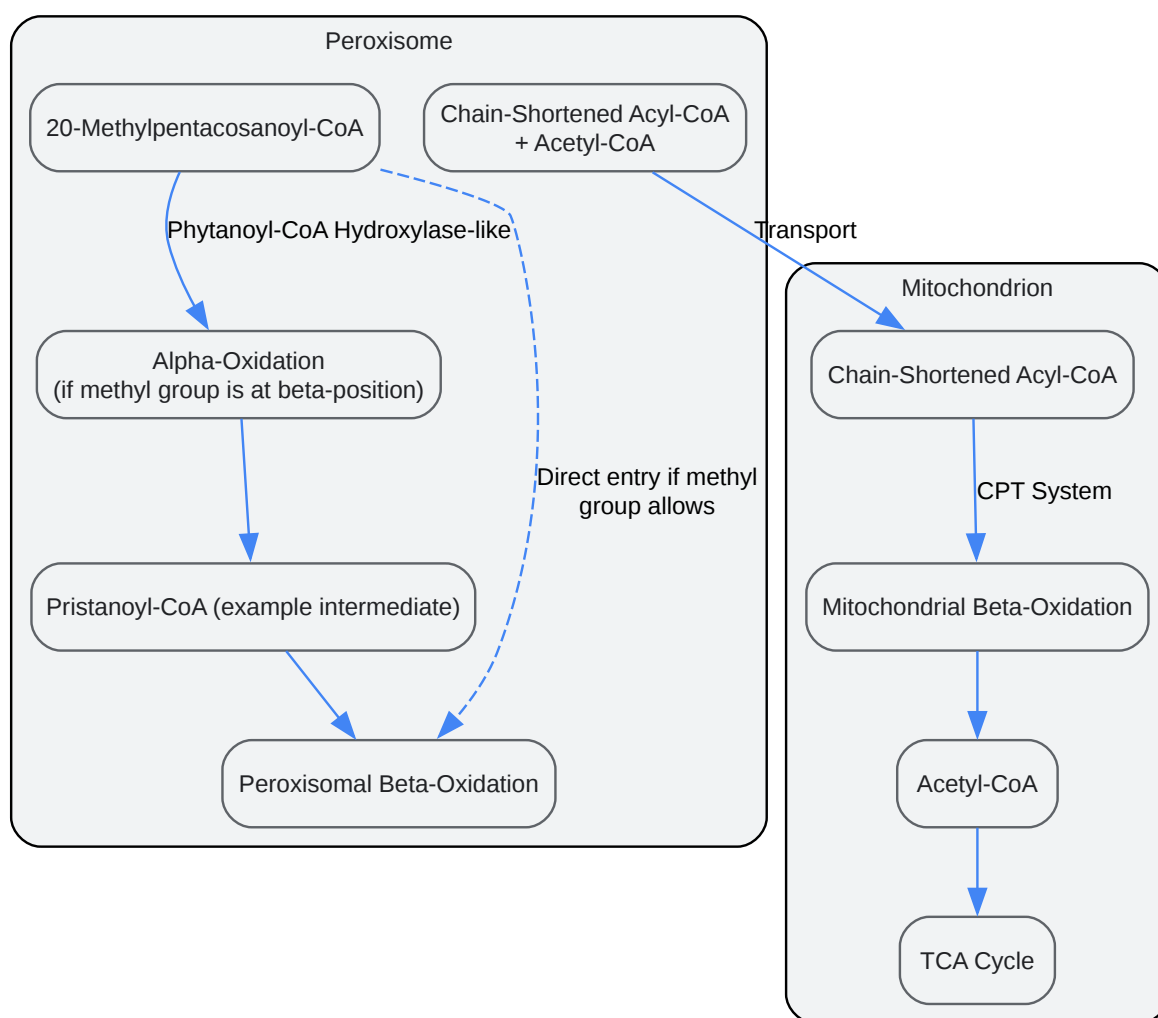 Peroxisome
20-Methylpentacosanoyl-CoA
Chain-Shortened Acyl-CoA
+ Acetyl-CoA
Phytanoyl-CoA Hydroxylase-like
Transport
Alpha-Oxidation
(if methyl group is at beta-position)
Direct entry if methyl
group allows
Pristanoyl-CoA (example intermediate)
Peroxisomal Beta-Oxidation
Mitochondrion
Chain-Shortened Acyl-CoA
CPT System
Mitochondrial Beta-Oxidation
Acetyl-CoA
TCA Cycle